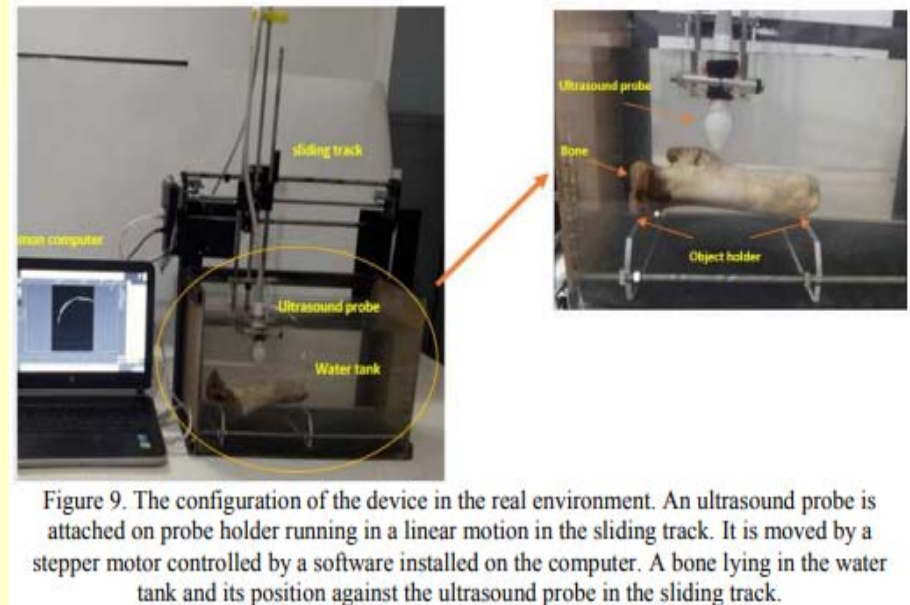 sliding track
mon computer
Ultrasound probe
Water tank
Ultrasound probe
Bone
Object holder
Figure 9. The configuration of the device in the real environment. An ultrasound probe is
attached on probe holder running in a linear motion in the sliding track. It is moved by a
stepper motor controlled by a software installed on the computer. A bone lying in the water
tank and its position against the ultrasound probe in the sliding track.